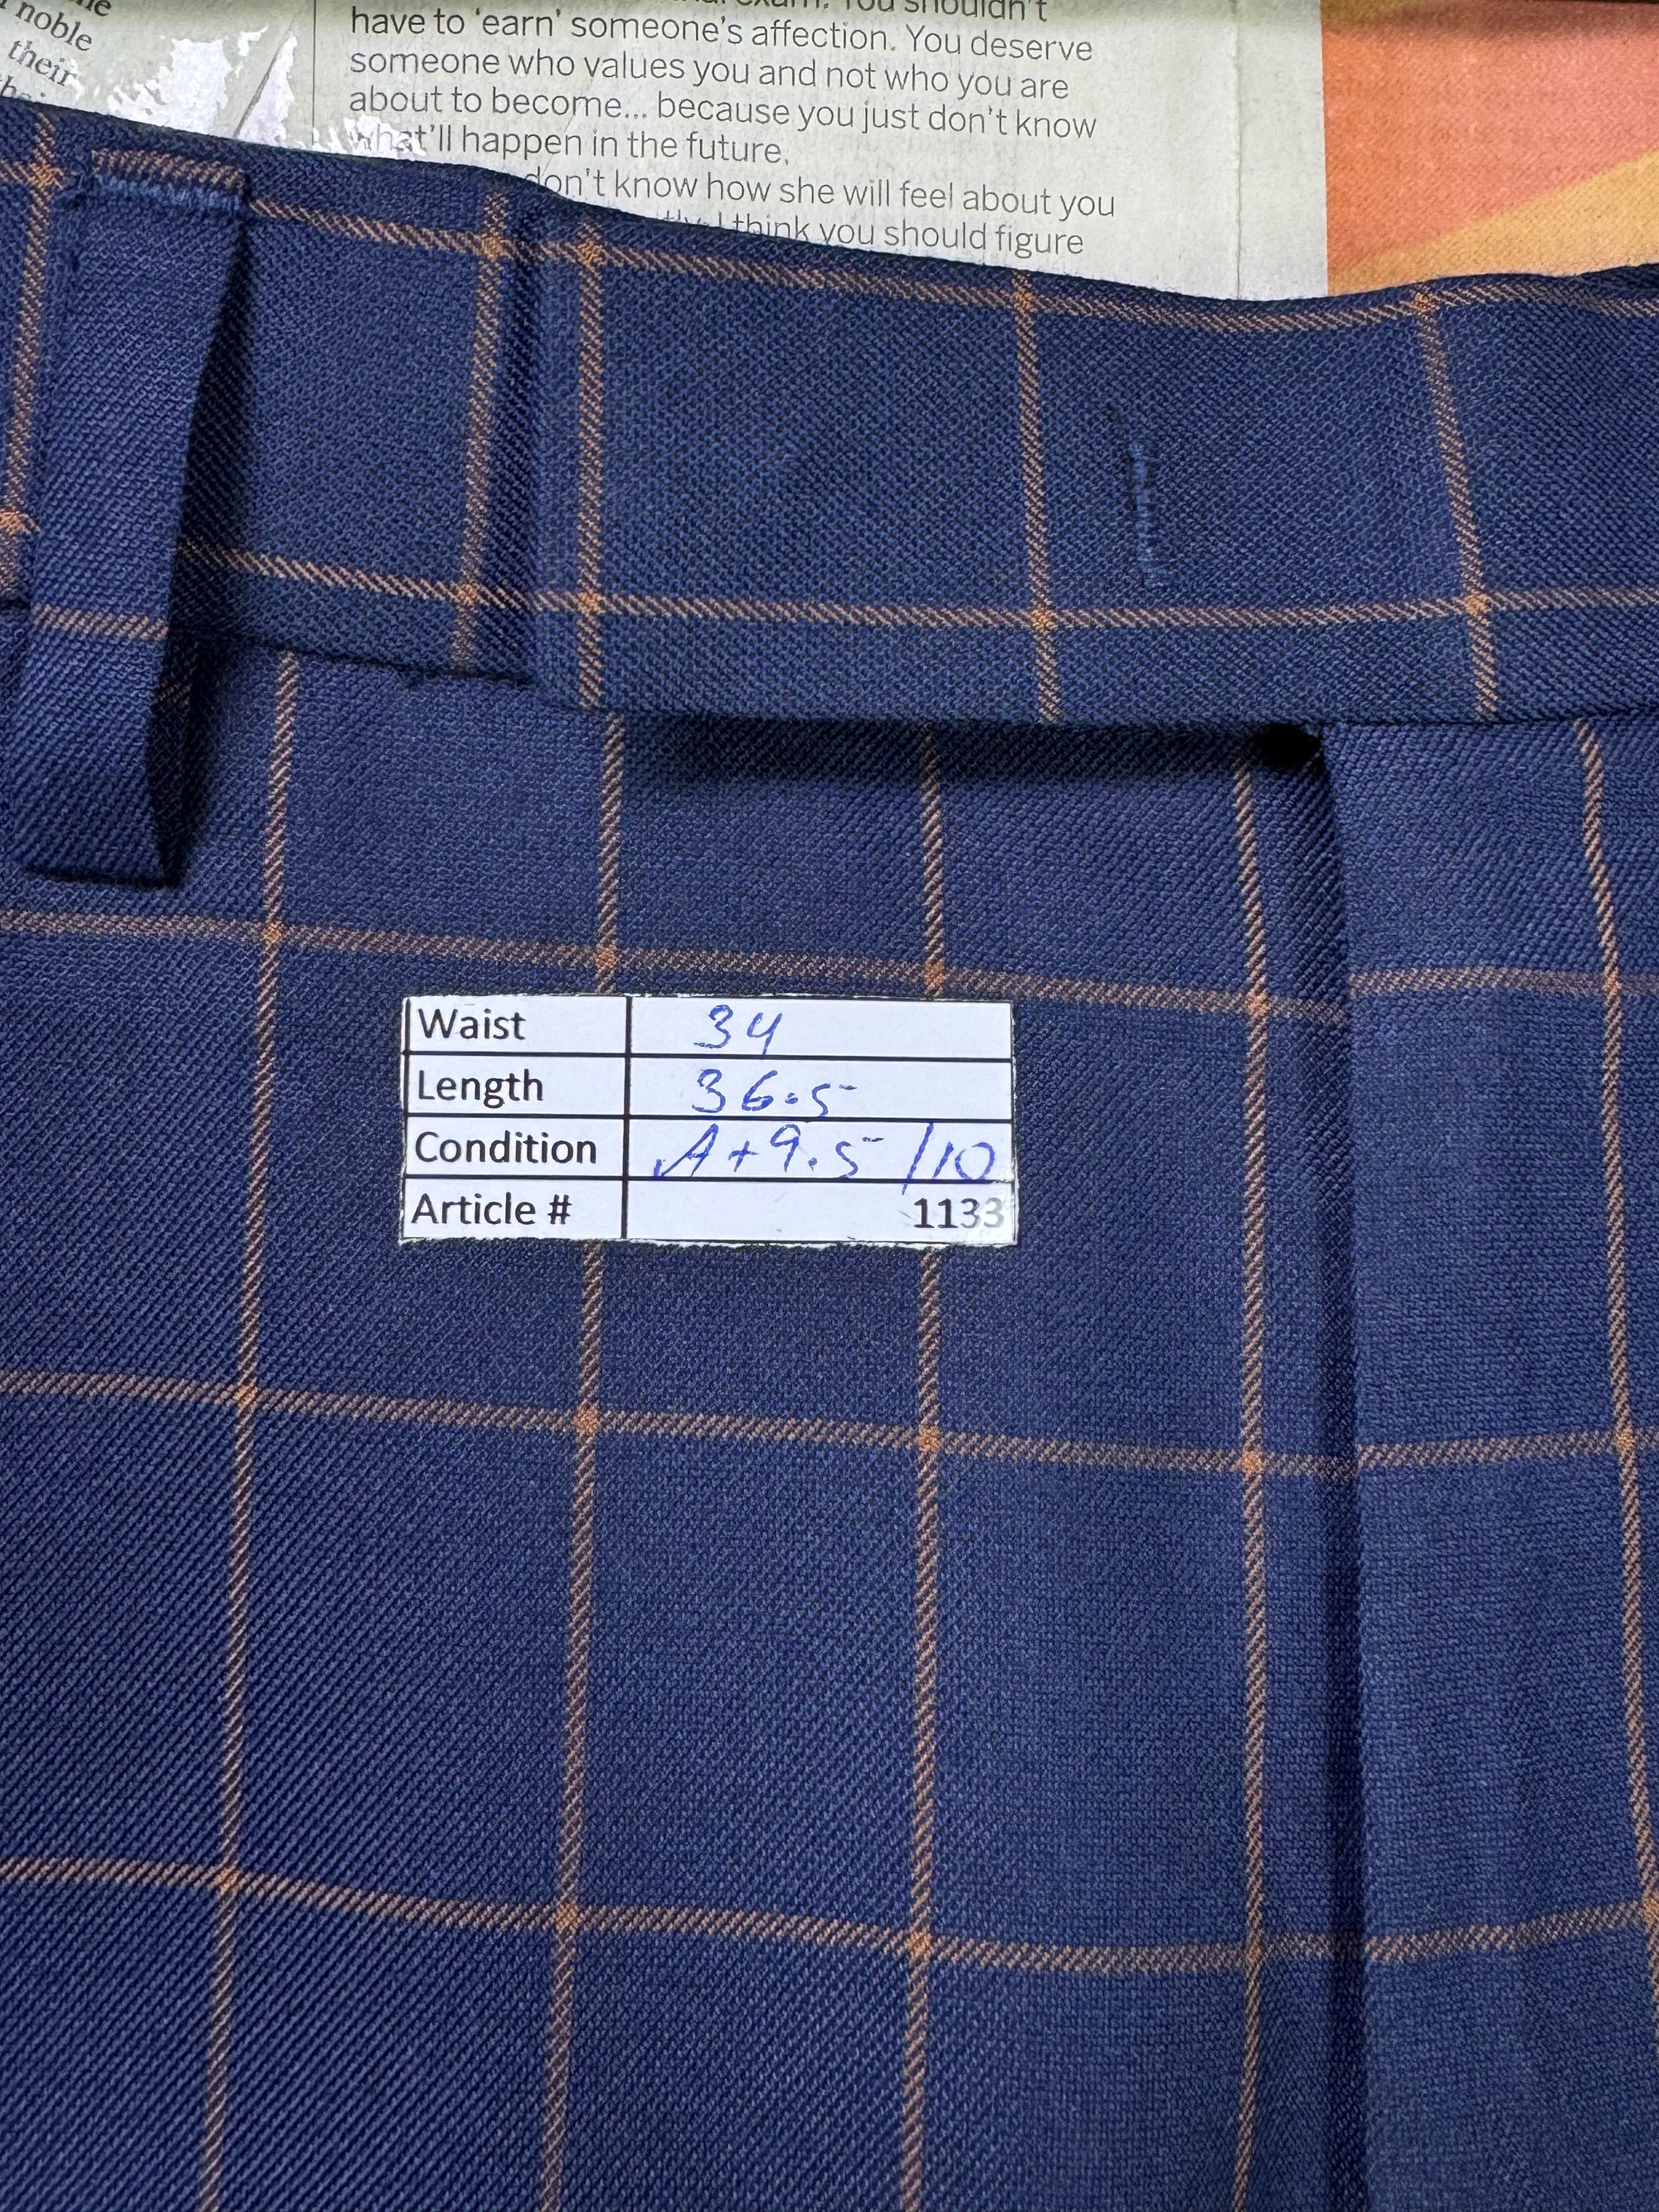 noble
their
have to 'earn' someone's affection. You deserve
someone who values you and not who you are
about to become... because you just don't know
what'll happen in the future.
don't know how she will feel about you
I think you should figure
Waist 34
Length 36.5
Condition A+9.5/10
Article # 1133